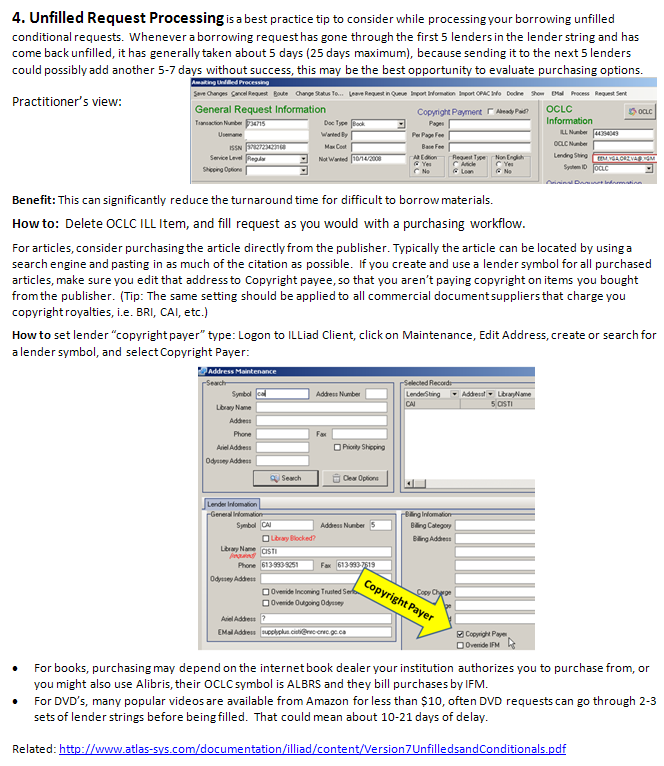 4. Unfilled Request Processing is a best practice tip to consider while processing your borrowing unfilled
conditional requests. Whenever a borrowing request has gone through the first 5 lenders in the lender string and has
come back unfilled, it has generally taken about 5 days (25 days maximum), because sending it to the next 5 lenders
could possibly add another 5-7 days without success, this may be the best opportunity to evaluate purchasing options.
Practitioner's view:
Awaiting Unfilled Processing
Save Changes Cancel Request Route Change Status To... Leave Request in Queue Import Information Import OPAC Info Docline Show EMail Process Request Sent
General Request Information Copyright Payment Already Paid? OCLC Information OCLC
Transaction Number 734715 Doc Type Book Pages ILL Number 44394049
Username Wanted By Per Page Fee OCLC Number
ISSN 9782723423168 Max Cost Base Fee Lending String
Service Level Regular Not Wanted 10/14/2008 Alt Edition Yes No Request Type Article Loan Non English Yes No System ID OCLC
Shipping Options
Benefit: This can significantly reduce the turnaround time for difficult to borrow materials.
How to: Delete OCLC ILL Item, and fill request as you would with a purchasing workflow.
For articles, consider purchasing the article directly from the publisher. Typically the article can be located by using a
search engine and pasting in as much of the citation as possible. If you create and use a lender symbol for all purchased
articles, make sure you edit that address to Copyright payee, so that you aren't paying copyright on items you bought
from the publisher. (Tip: The same setting should be applied to all commercial document suppliers that charge you
copyright royalties, i.e. BRI, CAI, etc.)
How to set lender "copyright payer" type: Logon to ILLiad Client, click on Maintenance, Edit Address, create or search for
a lender symbol, and select Copyright Payer:
Address Maintenance
Search
Symbol cai Address Number
Library Name
Address
Phone Fax
Ariel Address Priority Shipping
Odyssey Address
Search Clear Options
Selected Records
LenderString AddressN LibraryName
CAI 5 CISTI
Lender Information
General Information
Symbol CAI Address Number 5
Library Blocked?
Library Name (required) CISTI
Phone 613-993-9251 Fax 613-993-7619
Odyssey Address
Override Incoming Trusted
Override Outgoing Odyssey
Ariel Address ?
EMail Address supplyplus.cisti@nrc-cnrc.gc.ca
Billing Information
Billing Category
Billing Address
Copy Charge
Copyright Payer
Copyright Payer
Override IFM
• For books, purchasing may depend on the internet book dealer your institution authorizes you to purchase from, or
you might also use Alibris, their OCLC symbol is ALBRS and they bill purchases by IFM.
• For DVD's, many popular videos are available from Amazon for less than $10, often DVD requests can go through 2-3
sets of lender strings before being filled. That could mean about 10-21 days of delay.
Related: http://www.atlas-sys.com/documentation/illiad/content/Version7UnfilledsandConditionals.pdf